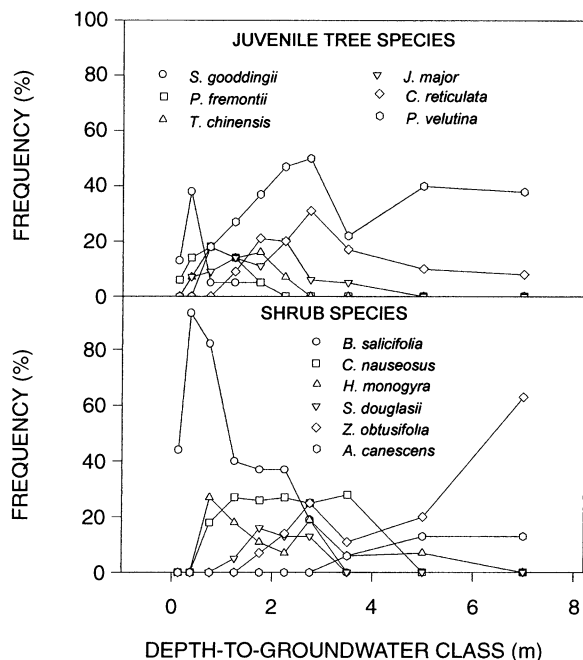 JUVENILE TREE SPECIES
S. gooddingii
P. fremontii
T. chinensis
J. major
C. reticulata
P. velutina
FREQUENCY (%)
100
80
60
40
20
0
SHRUB SPECIES
B. salicifolia
C. nauseosus
H. monogyra
S. douglasii
Z. obtusifolia
A. canescens
FREQUENCY (%)
80
60
40
20
0
0 2 4 6 8
DEPTH-TO-GROUNDWATER CLASS (m)